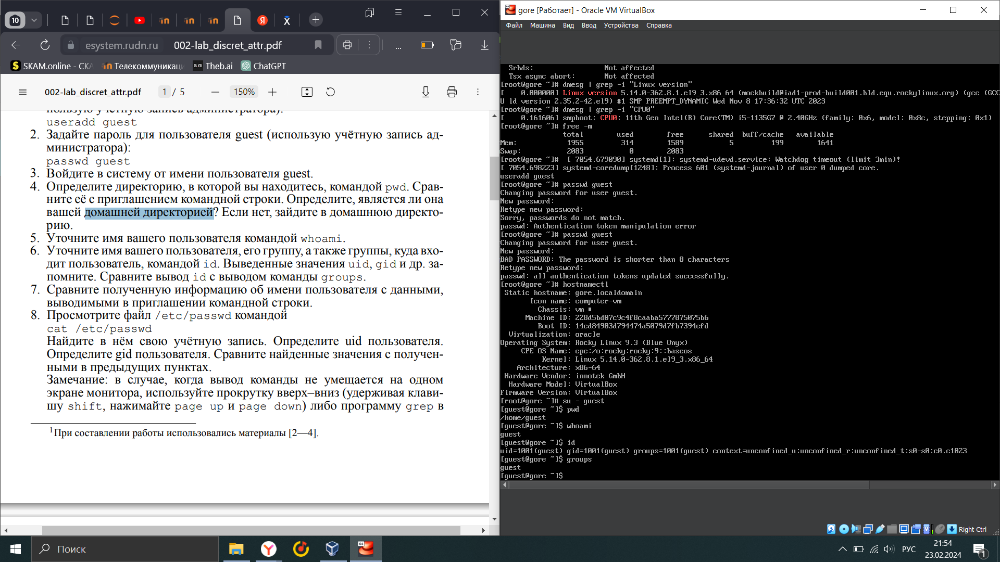 10
esystem.rudn.ru 002-lab_discret_attr.pdf
...
SKAM.online - СКА
Телекоммуникаци
Theb.ai
ChatGPT
002-lab_discret_attr.pdf
1 / 5
150%
useradd guest
2. Задайте пароль для пользователя guest (использую учётную запись ад-
министратора):
passwd guest
3. Войдите в систему от имени пользователя guest.
4. Определите директорию, в которой вы находитесь, командой pwd. Срав-
ните её с приглашением командной строки. Определите, является ли она
вашей домашней директорией? Если нет, зайдите в домашнюю директо-
рию.
5. Уточните имя вашего пользователя командой whoami.
6. Уточните имя вашего пользователя, его группу, а также группы, куда вхо-
дит пользователь, командой id. Выведенные значения uid, gid и др. за-
помните. Сравните вывод id с выводом команды groups.
7. Сравните полученную информацию об имени пользователя с данными,
выводимыми в приглашении командной строки.
8. Просмотрите файл /etc/passwd командой
cat /etc/passwd
Найдите в нём свою учётную запись. Определите uid пользователя.
Определите gid пользователя. Сравните найденные значения с получен-
ными в предыдущих пунктах.
Замечание: в случае, когда вывод команды не умещается на одном
экране монитора, используйте прокрутку вверх–вниз (удерживая клави-
шу shift, нажимайте page up и page down) либо программу grep в
1 При составлении работы использовались материалы [2—4].
gore [Работает] - Oracle VM VirtualBox
Файл Машина Вид Ввод Устройства Справка
Srbds: Not affected
Tsx async abort: Not affected
[root@gore ~]# dmesg | grep -i "Linux version"
[ 0.000000] Linux version 5.14.0-362.8.1.el9_3.x86_64 (mockbuild@iad1-prod-build001.bld.equ.rockylinux.org) (gcc (GCC
U ld version 2.35.2-42.el9) #1 SMP PREEMPT_DYNAMIC Wed Nov 8 17:36:32 UTC 2023
[root@gore ~]# dmesg | grep -i "CPU0"
[ 0.161606] smpboot: CPU0: 11th Gen Intel(R) Core(TM) i5-1135G7 @ 2.40GHz (family: 0x6, model: 0x8c, stepping: 0x1)
[root@gore ~]# free -m
total used free shared buff/cache available
Mem: 1955 314 1589 5 199 1641
Swap: 2083 0 2083
[root@gore ~]# [ 7054.679090] systemd[1]: systemd-udevd.service: Watchdog timeout (limit 3min)!
[ 7054.698223] systemd-coredump[1248]: Process 601 (systemd-journal) of user 0 dumped core.
useradd guest
[root@gore ~]# passwd guest
Changing password for user guest.
New password:
Retype new password:
Sorry, passwords do not match.
passwd: Authentication token manipulation error
[root@gore ~]# passwd guest
Changing password for user guest.
New password:
BAD PASSWORD: The password is shorter than 8 characters
Retype new password:
passwd: all authentication tokens updated successfully.
[root@gore ~]# hostnamectl
Static hostname: gore.localdomain
Icon name: computer-vm
Chassis: vm
Machine ID: 228d5bd07c9c4f8caaba5777875075b6
Boot ID: 14cd84903d794474a5079d7fb7394efd
Virtualization: oracle
Operating System: Rocky Linux 9.3 (Blue Onyx)
CPE OS Name: cpe:/o:rocky:rocky:9::baseos
Kernel: Linux 5.14.0-362.8.1.el9_3.x86_64
Architecture: x86-64
Hardware Vendor: innotek GmbH
Hardware Model: VirtualBox
Firmware Version: VirtualBox
[root@gore ~]# su - guest
[guest@gore ~]$ pwd
/home/guest
[guest@gore ~]$ whoami
guest
[guest@gore ~]$ id
uid=1001(guest) gid=1001(guest) groups=1001(guest) context=unconfined_u:unconfined_r:unconfined_t:s0-s0:c0.c1023
[guest@gore ~]$ groups
guest
[guest@gore ~]$
Right Ctrl
Поиск
РУС
21:54
23.02.2024
1